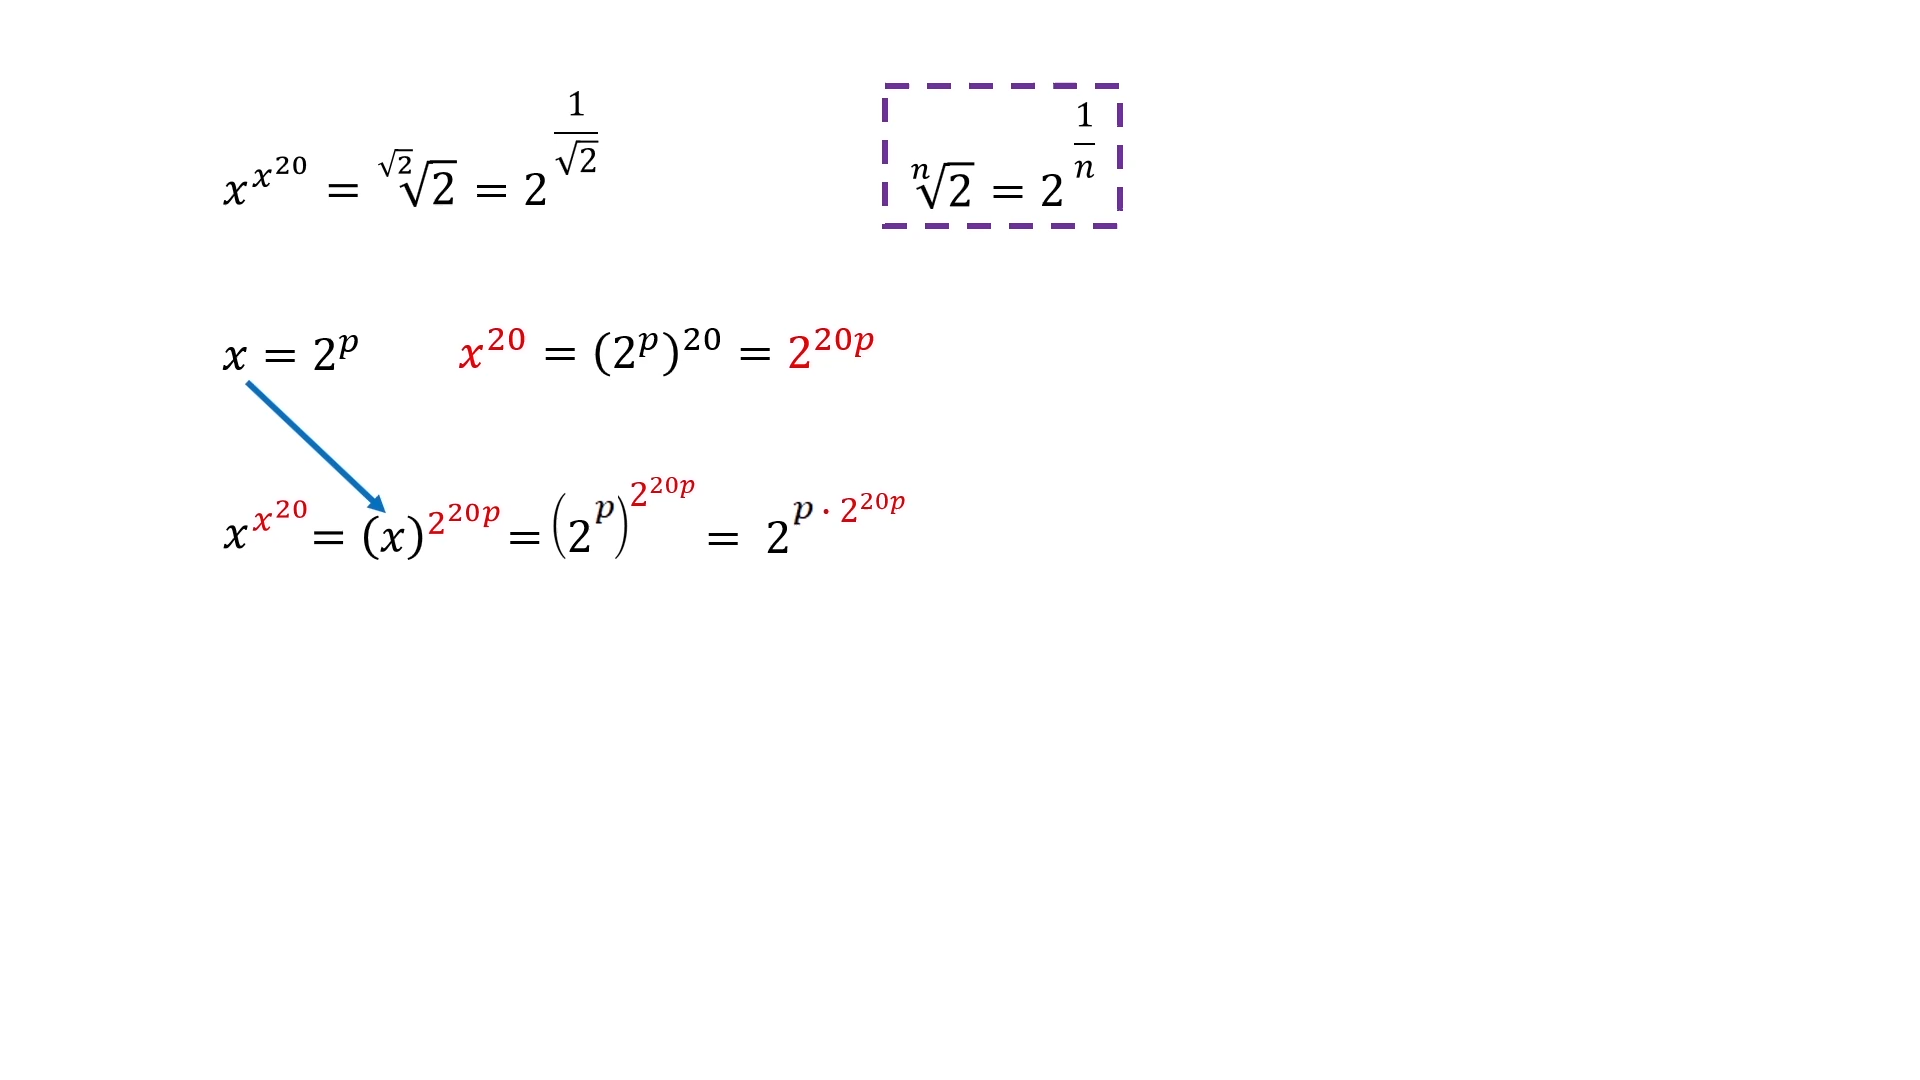 x^{x^{20}} = \sqrt[\sqrt{2}]{2} = 2^{\frac{1}{\sqrt{2}}}
\sqrt[n]{2} = 2^{\frac{1}{n}}
x = 2^p
x^{20} = (2^p)^{20} = 2^{20p}
x^{x^{20}} = (x)^{2^{20p}} = (2^p)^{2^{20p}} = 2^{p \cdot 2^{20p}}